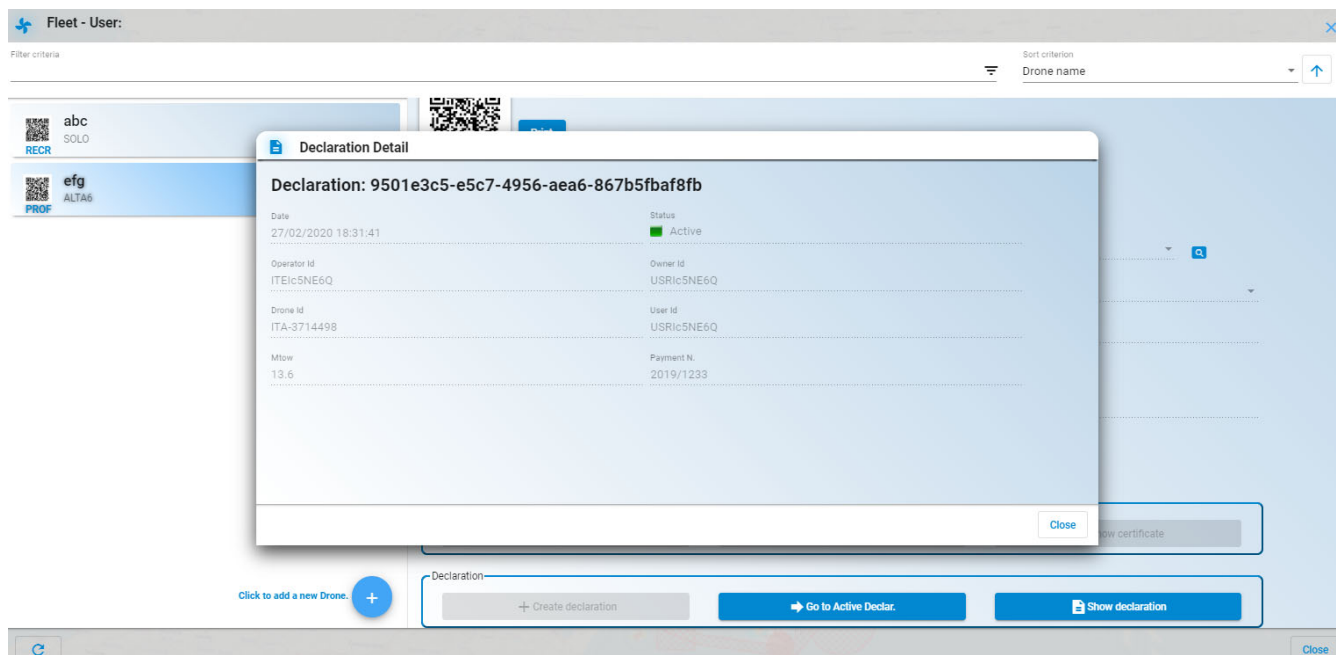 Fleet - User:
Filter criteria
Sort criterion
Drone name
abc
SOLO
RECR
efg
ALTA6
PROF
Declaration Detail
Declaration: 9501e3c5-e5c7-4956-aea6-867b5fbaf8fb
Date
Status
27/02/2020 18:31:41
Active
Operator Id
Owner Id
ITEIc5NE6Q
USRIc5NE6Q
Drone Id
User Id
ITA-3714498
USRIc5NE6Q
Mtow
Payment N.
13.6
2019/1233
Close
certificate
Click to add a new Drone.
Declaration
Create declaration
Go to Active Declar.
Show declaration
Close